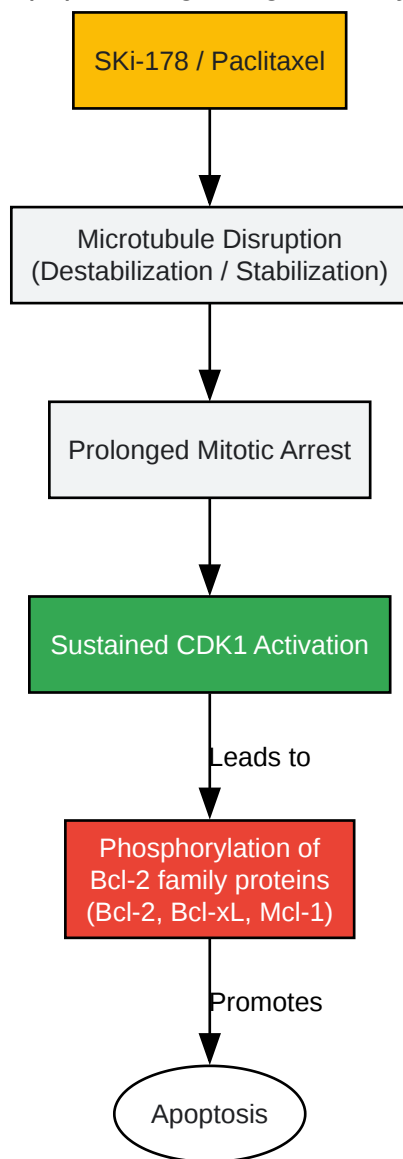 SKi-178 / Paclitaxel
Microtubule Disruption
(Destabilization / Stabilization)
Prolonged Mitotic Arrest
Sustained CDK1 Activation
Leads to
Phosphorylation of
Bcl-2 family proteins
(Bcl-2, Bcl-xL, Mcl-1)
Promotes
Apoptosis